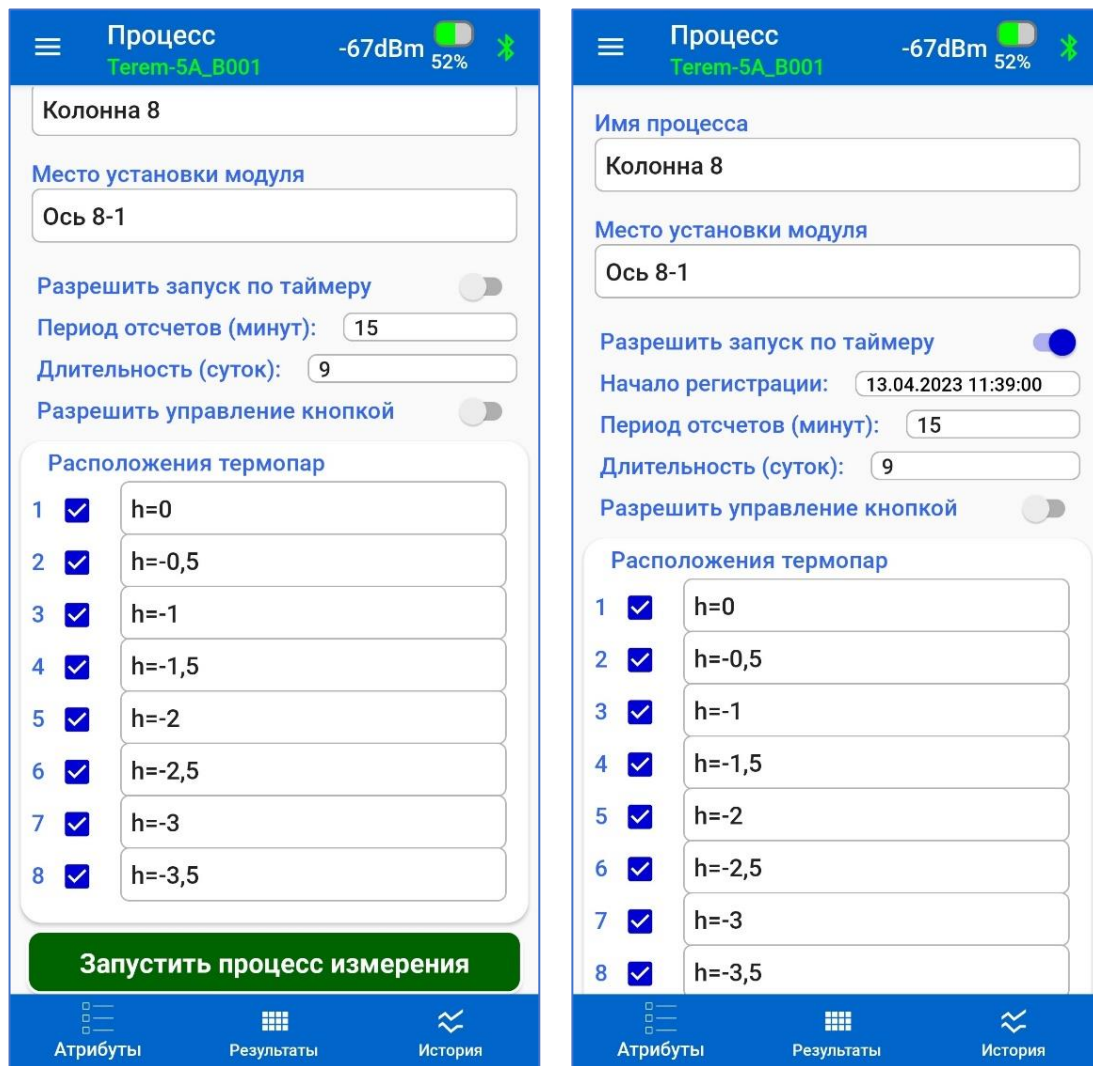 Процесс
Terem-5A_B001
-67dBm
52%
Колонна 8
Место установки модуля
Ось 8-1
Разрешить запуск по таймеру
Период отсчетов (минут): 15
Длительность (суток): 9
Разрешить управление кнопкой
Расположения термопар
1 h=0
2 h=-0,5
3 h=-1
4 h=-1,5
5 h=-2
6 h=-2,5
7 h=-3
8 h=-3,5
Запустить процесс измерения
Атрибуты Результаты История
Процесс
Terem-5A_B001
-67dBm
52%
Имя процесса
Колонна 8
Место установки модуля
Ось 8-1
Разрешить запуск по таймеру
Начало регистрации: 13.04.2023 11:39:00
Период отсчетов (минут): 15
Длительность (суток): 9
Разрешить управление кнопкой
Расположения термопар
1 h=0
2 h=-0,5
3 h=-1
4 h=-1,5
5 h=-2
6 h=-2,5
7 h=-3
8 h=-3,5
Атрибуты Результаты История